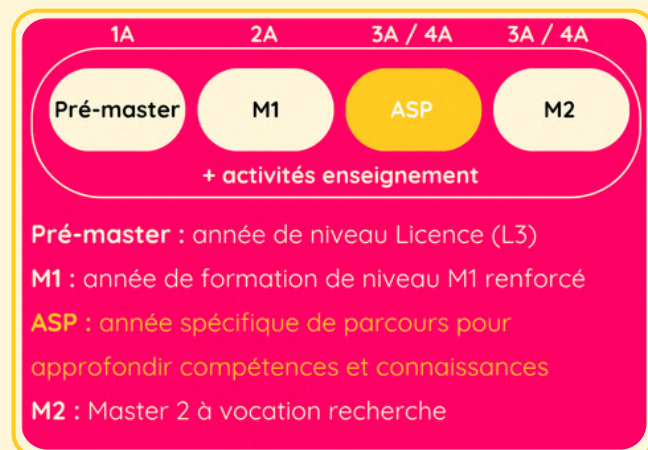 1A 2A 3A / 4A 3A / 4A
Pré-master M1 ASP M2
+ activités enseignement
Pré-master : année de niveau Licence (L3)
M1 : année de formation de niveau M1 renforcé
ASP : année spécifique de parcours pour
approfondir compétences et connaissances
M2 : Master 2 à vocation recherche